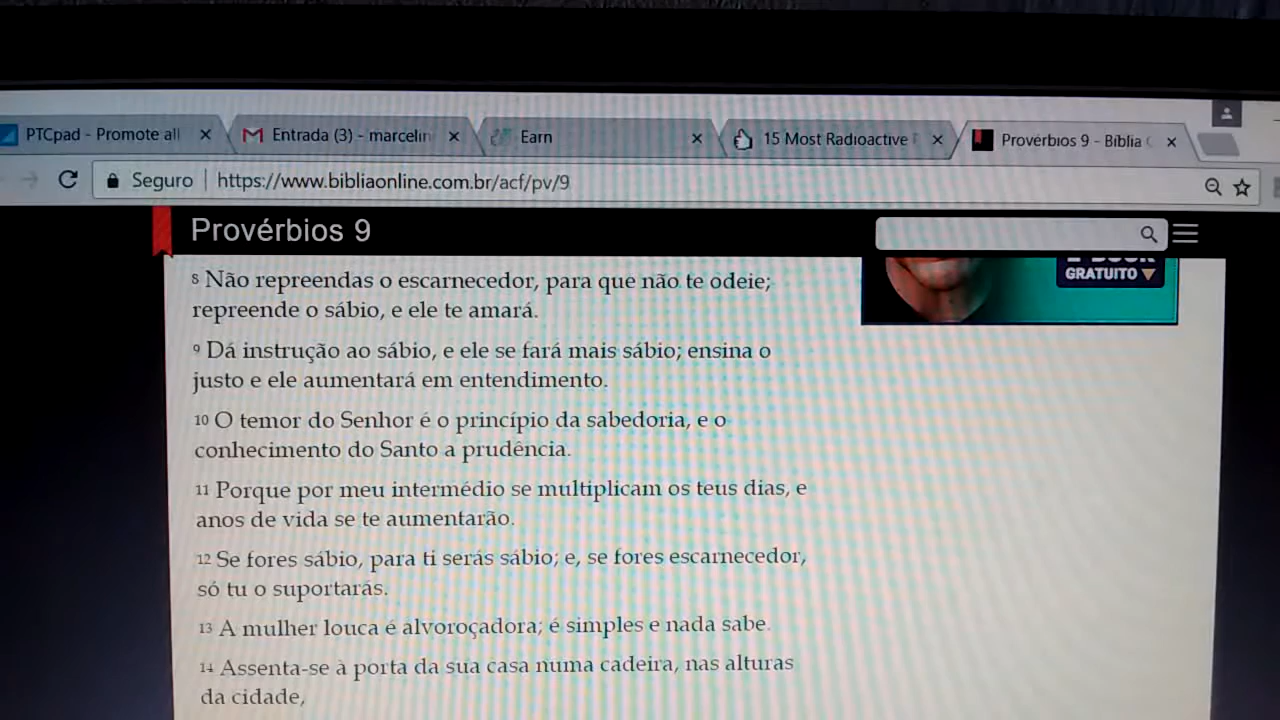 PTCpad - Promote all
Entrada (3) - marcelin
Earn
15 Most Radioactive
Provérbios 9 - Bíblia
Seguro
https://www.bibliaonline.com.br/acf/pv/9
Provérbios 9
GRATUITO
8 Não repreendas o escarnecedor, para que não te odeie;
repreende o sábio, e ele te amará.
9 Dá instrução ao sábio, e ele se fará mais sábio; ensina o
justo e ele aumentará em entendimento.
10 O temor do Senhor é o princípio da sabedoria, e o
conhecimento do Santo a prudência.
11 Porque por meu intermédio se multiplicam os teus dias, e
anos de vida se te aumentarão.
12 Se fores sábio, para ti serás sábio; e, se fores escarnecedor,
só tu o suportarás.
13 A mulher louca é alvoroçadora; é simples e nada sabe.
14 Assenta-se à porta da sua casa numa cadeira, nas alturas
da cidade,